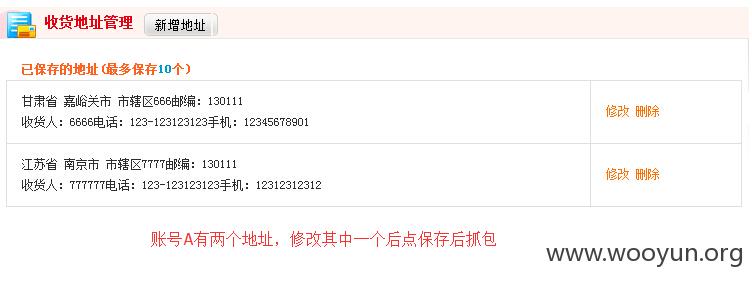 收货地址管理 新增地址
已保存的地址(最多保存10个)
甘肃省 嘉峪关市 市辖区666邮编：130111
收货人：6666电话：123-123123123手机：12345678901
修改 删除
江苏省 南京市 市辖区7777邮编：130111
收货人：777777电话：123-123123123手机：12312312312
修改 删除
账号A有两个地址，修改其中一个后点保存后抓包
www.wooyun.org